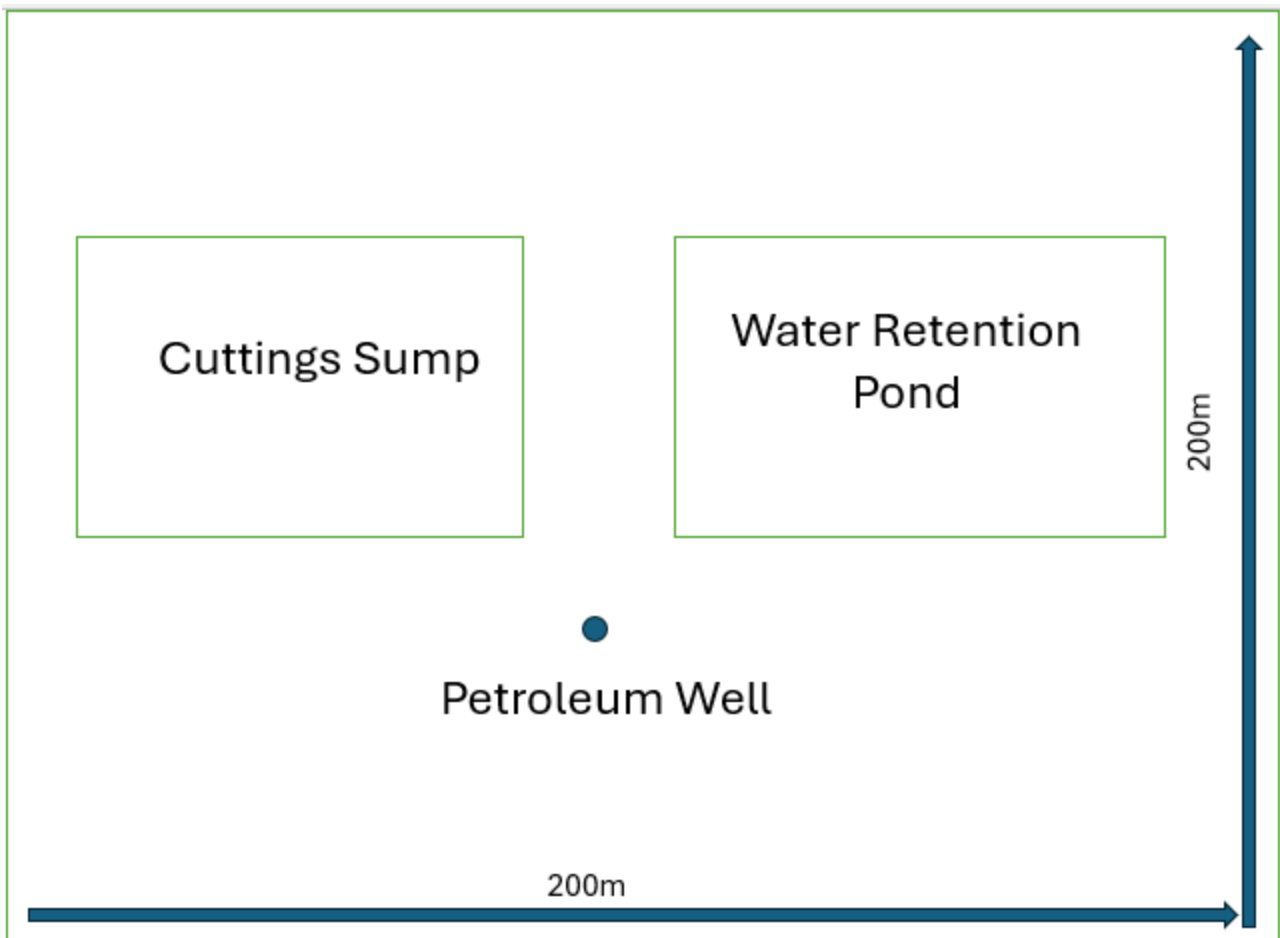 Cuttings Sump
Water Retention
Pond
200m
Petroleum Well
200m